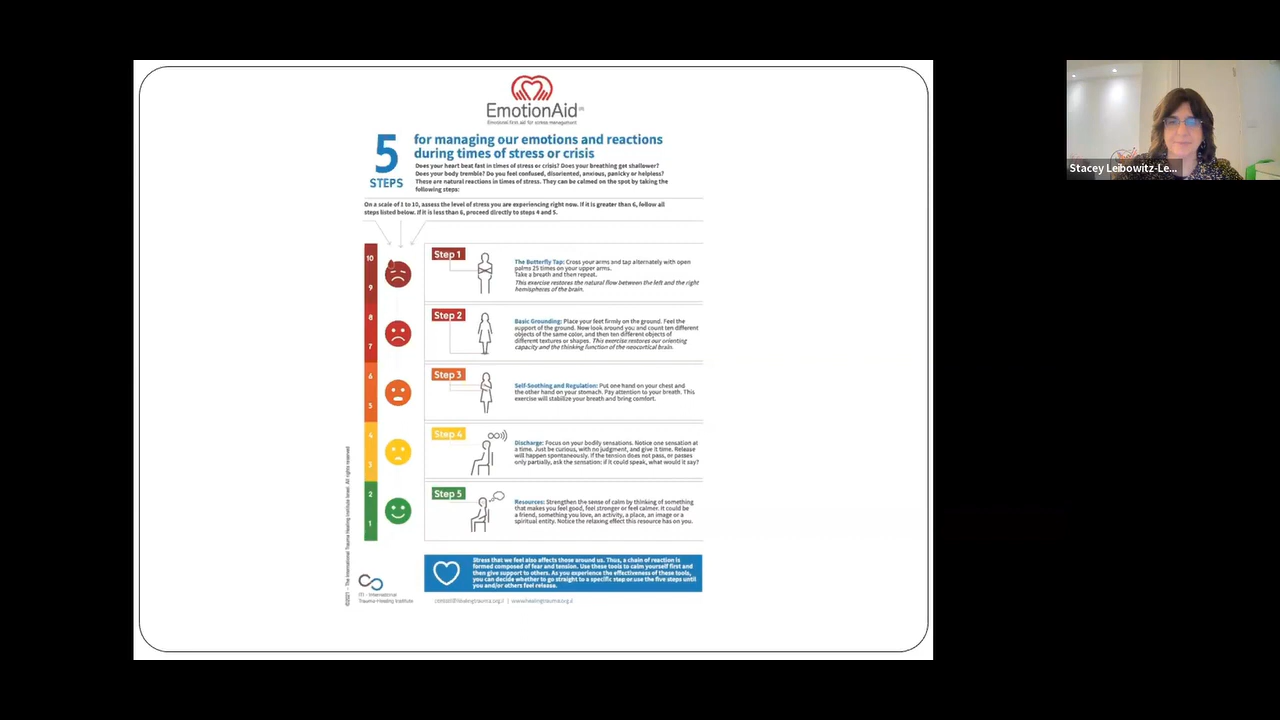 EmotionAid
Emotional first aid for stress management
5
STEPS
for managing our emotions and reactions
during times of stress or crisis
Does your heart beat fast in times of stress or crisis? Does your breathing get shallower?
Does your body tremble? Do you feel confused, disoriented, anxious, panicky or helpless?
These are natural reactions in times of stress. They can be calmed on the spot by taking the
following steps:
On a scale of 1 to 10, assess the level of stress you are experiencing right now. If it is greater than 6, follow all
steps listed below. If it is less than 6, proceed directly to steps 4 and 5.
10
9
8
7
6
5
4
3
2
1
Step 1
The Butterfly Tap: Cross your arms and tap alternately with open
palms 25 times on your upper arms.
Take a breath and then repeat.
This exercise restores the natural flow between the left and the right
hemispheres of the brain.
Step 2
Basic Grounding: Place your feet firmly on the ground. Feel the
support of the ground. Now look around you and count ten different
objects of the same color, and then ten different objects of
different textures or shapes. This exercise restores our orienting
capacity and the thinking function of the neocortical brain.
Step 3
Self-Soothing and Regulation: Put one hand on your chest and
the other hand on your stomach. Pay attention to your breath. This
exercise will stabilize your breath and bring comfort.
Step 4
Discharge: Focus on your bodily sensations. Notice one sensation at
a time. Just be curious, with no judgment, and give it time. Release
will happen spontaneously. If the tension does not pass, or passes
only partially, ask the sensation: if it could speak, what would it say?
Step 5
Resources: Strengthen the sense of calm by thinking of something
that makes you feel good, feel stronger or feel calmer. It could be
a friend, something you love, an activity, a place, an image or a
spiritual entity. Notice the relaxing effect this resource has on you.
Stress that we feel also affects those around us. Thus, a chain of reaction is
formed composed of fear and tension. Use these tools to calm yourself first and
then give support to others. As you experience the effectiveness of these tools,
you can decide whether to go straight to a specific step or use the five steps until
you and/or others feel release.
ITI - International
Trauma-Healing Institute
contact@healingtrauma.org.il | www.healingtrauma.org.il
©2021 - The International Trauma Healing Institute Israel. All rights reserved
Stacey Leibowitz-Le...